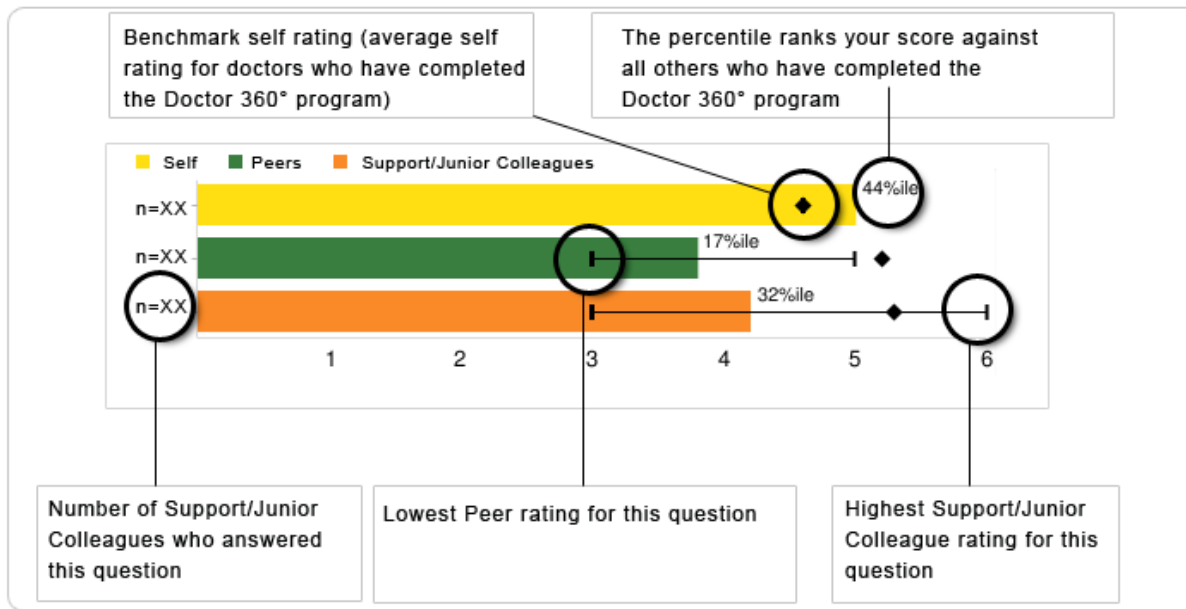 Benchmark self rating (average self
rating for doctors who have completed
the Doctor 360° program)
The percentile ranks your score against
all others who have completed the
Doctor 360° program
Self
Peers
Support/Junior Colleagues
n=XX
44%ile
n=XX
17%ile
n=XX
32%ile
1 2 3 4 5 6
Number of Support/Junior
Colleagues who answered
this question
Lowest Peer rating for this question
Highest Support/Junior
Colleague rating for this
question